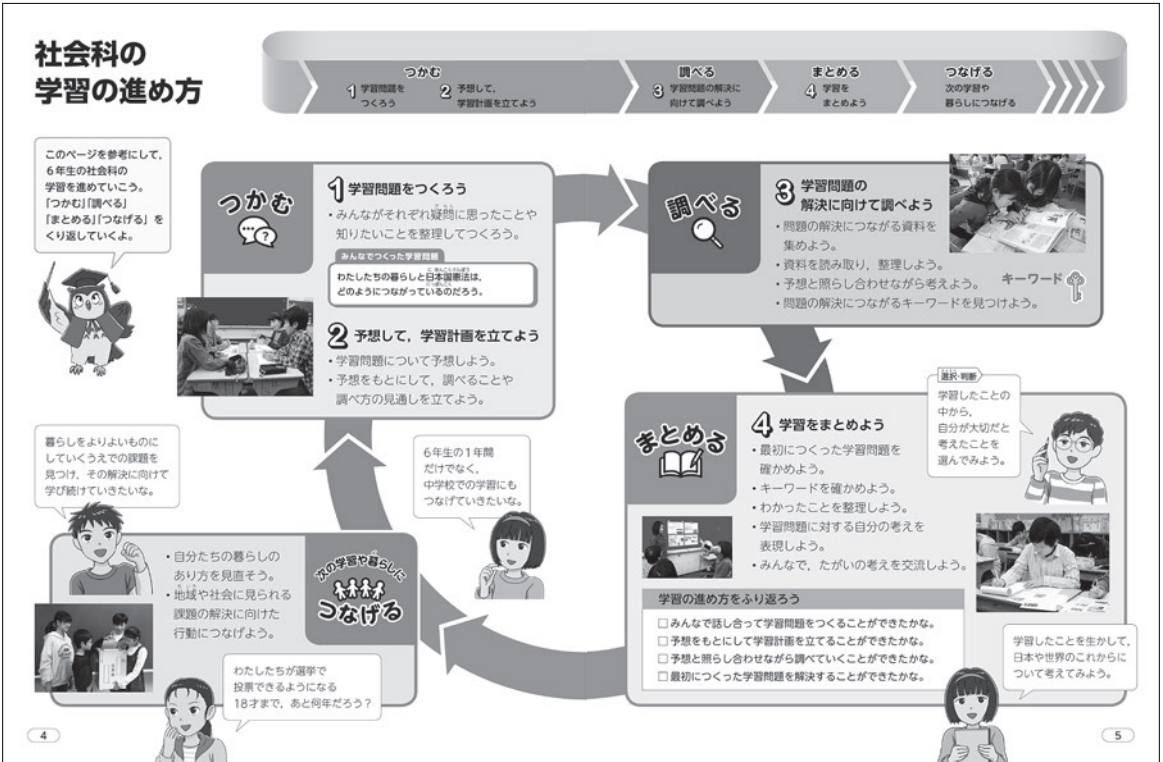 社会科の
学習の進め方
つかむ
1 学習問題を
つくろう
2 予想して,
学習計画を立てよう
調べる
3 学習問題の解決に
向けて調べよう
まとめる
4 学習を
まとめよう
つなげる
次の学習や
暮らしにつなげる
このページを参考にして,
6年生の社会科の
学習を進めていこう。
「つかむ」「調べる」
「まとめる」「つなげる」を
くり返していくよ。
つかむ
1 学習問題をつくろう
・みんながそれぞれ疑問に思ったことや
知りたいことを整理してつくろう。
みんなでつくった学習問題
わたしたちの暮らしと日本国憲法は,
どのようにつながっているのだろう。
2 予想して,学習計画を立てよう
・学習問題について予想しよう。
・予想をもとにして,調べることや
調べ方の見通しを立てよう。
調べる
3 学習問題の
解決に向けて調べよう
・問題の解決につながる資料を
集めよう。
・資料を読み取り,整理しよう。
・予想と照らし合わせながら考えよう。
・問題の解決につながるキーワードを見つけよう。
キーワード
まとめる
4 学習をまとめよう
・最初につくった学習問題を
確かめよう。
・キーワードを確かめよう。
・わかったことを整理しよう。
・学習問題に対する自分の考えを
表現しよう。
・みんなで,たがいの考えを交流しよう。
選択・判断
学習したことの
中から,
自分が大切だと
考えたことを
選んでみよう。
学習の進め方をふり返ろう
□みんなで話し合って学習問題をつくることができたかな。
□予想をもとにして学習計画を立てることができたかな。
□予想と照らし合わせながら調べていくことができたかな。
□最初につくった学習問題を解決することができたかな。
学習したことを生かして,
日本や世界のこれからに
ついて考えてみよう。
暮らしをよりよいものに
していくうえでの課題を
見つけ,その解決に向けて
学び続けていきたいな。
6年生の1年間
だけでなく,
中学校での学習にも
つなげていきたいな。
次の学習や暮らしに
つなげる
・自分たちの暮らしの
あり方を見直そう。
・地域や社会に見られる
課題の解決に向けた
行動につなげよう。
わたしたちが選挙で
投票できるようになる
18才まで,あと何年だろう?
4
5